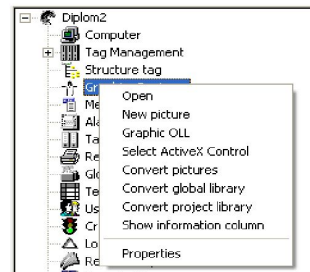 Diplom2
Computer
Tag Management
Structure tag
Open
New picture
Graphic OLL
Select ActiveX Control
Convert pictures
Convert global library
Convert project library
Show information column
Properties